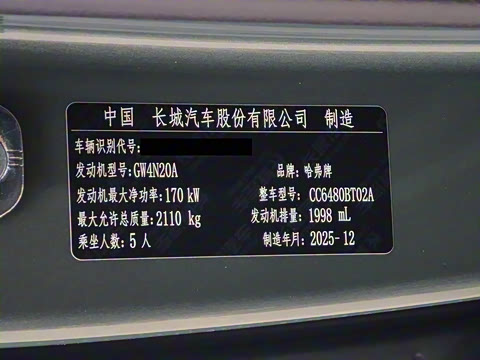 中国 长城汽车股份有限公司 制造
车辆识别代号:
发动机型号:GW4N20A 品牌:哈弗牌
发动机最大净功率:170 kW 整车型号: CC6480BT02A
最大允许总质量:2110 kg 发动机排量:1998 mL
乘坐人数:5 人 制造年月:2025-12